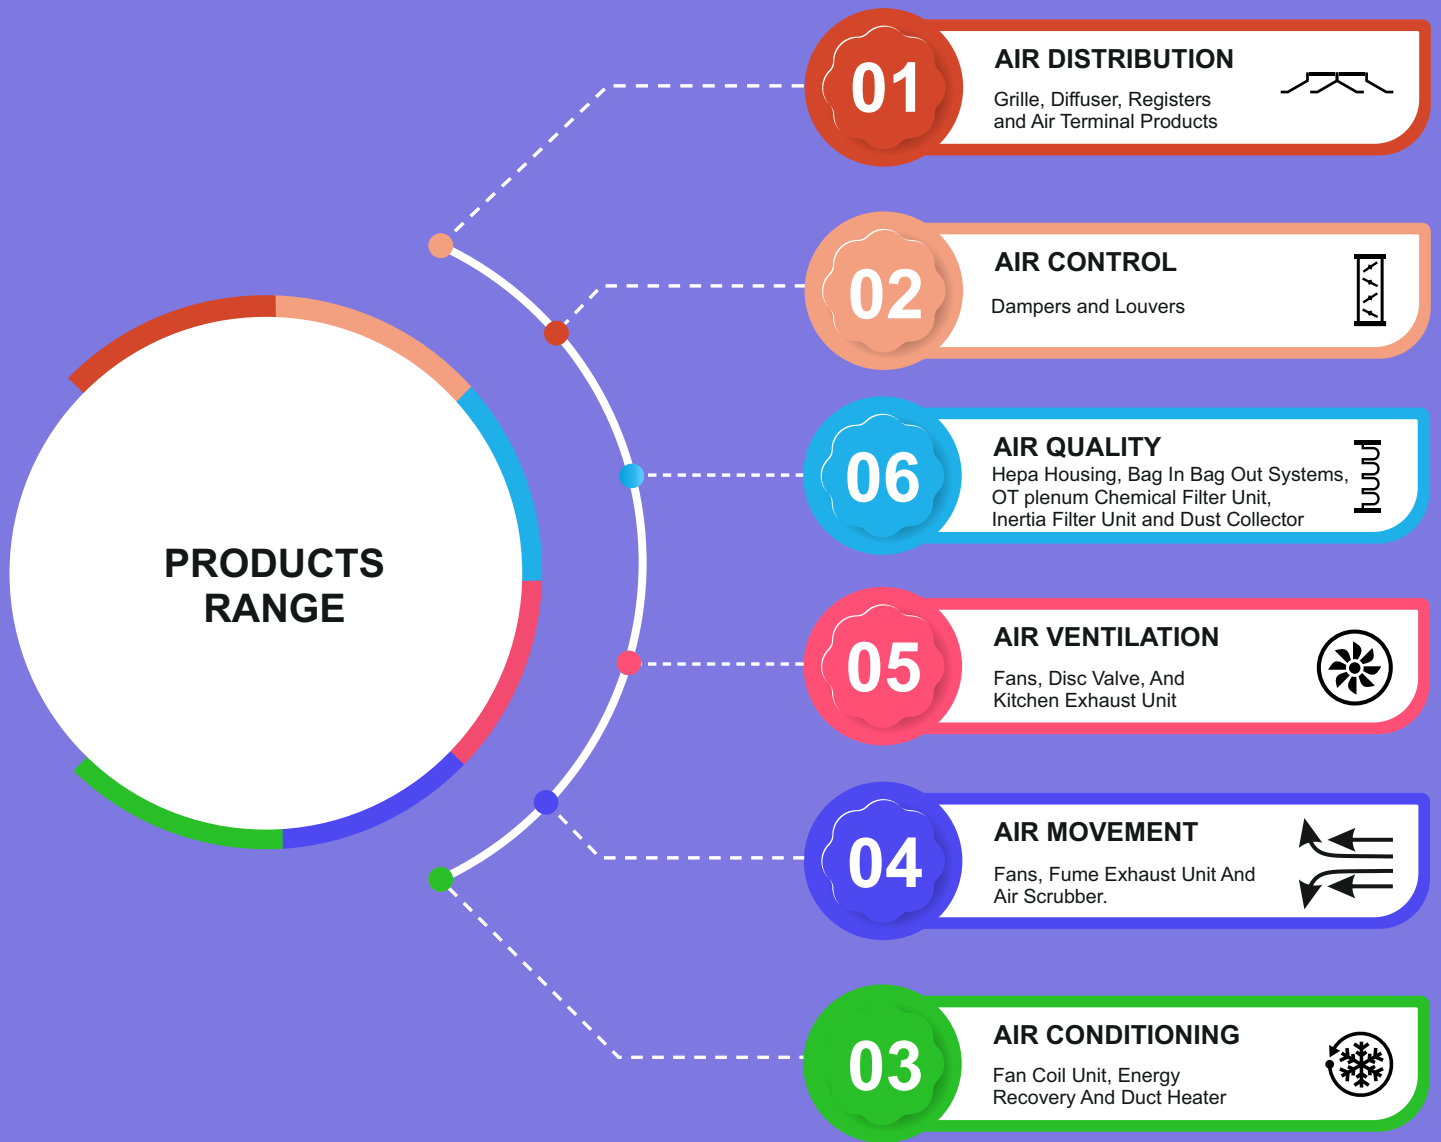 PRODUCTS
RANGE
01
AIR DISTRIBUTION
Grille, Diffuser, Registers
and Air Terminal Products
02
AIR CONTROL
Dampers and Louvers
06
AIR QUALITY
Hepa Housing, Bag In Bag Out Systems,
OT plenum Chemical Filter Unit,
Inertia Filter Unit and Dust Collector
05
AIR VENTILATION
Fans, Disc Valve, And
Kitchen Exhaust Unit
04
AIR MOVEMENT
Fans, Fume Exhaust Unit And
Air Scrubber.
03
AIR CONDITIONING
Fan Coil Unit, Energy
Recovery And Duct Heater